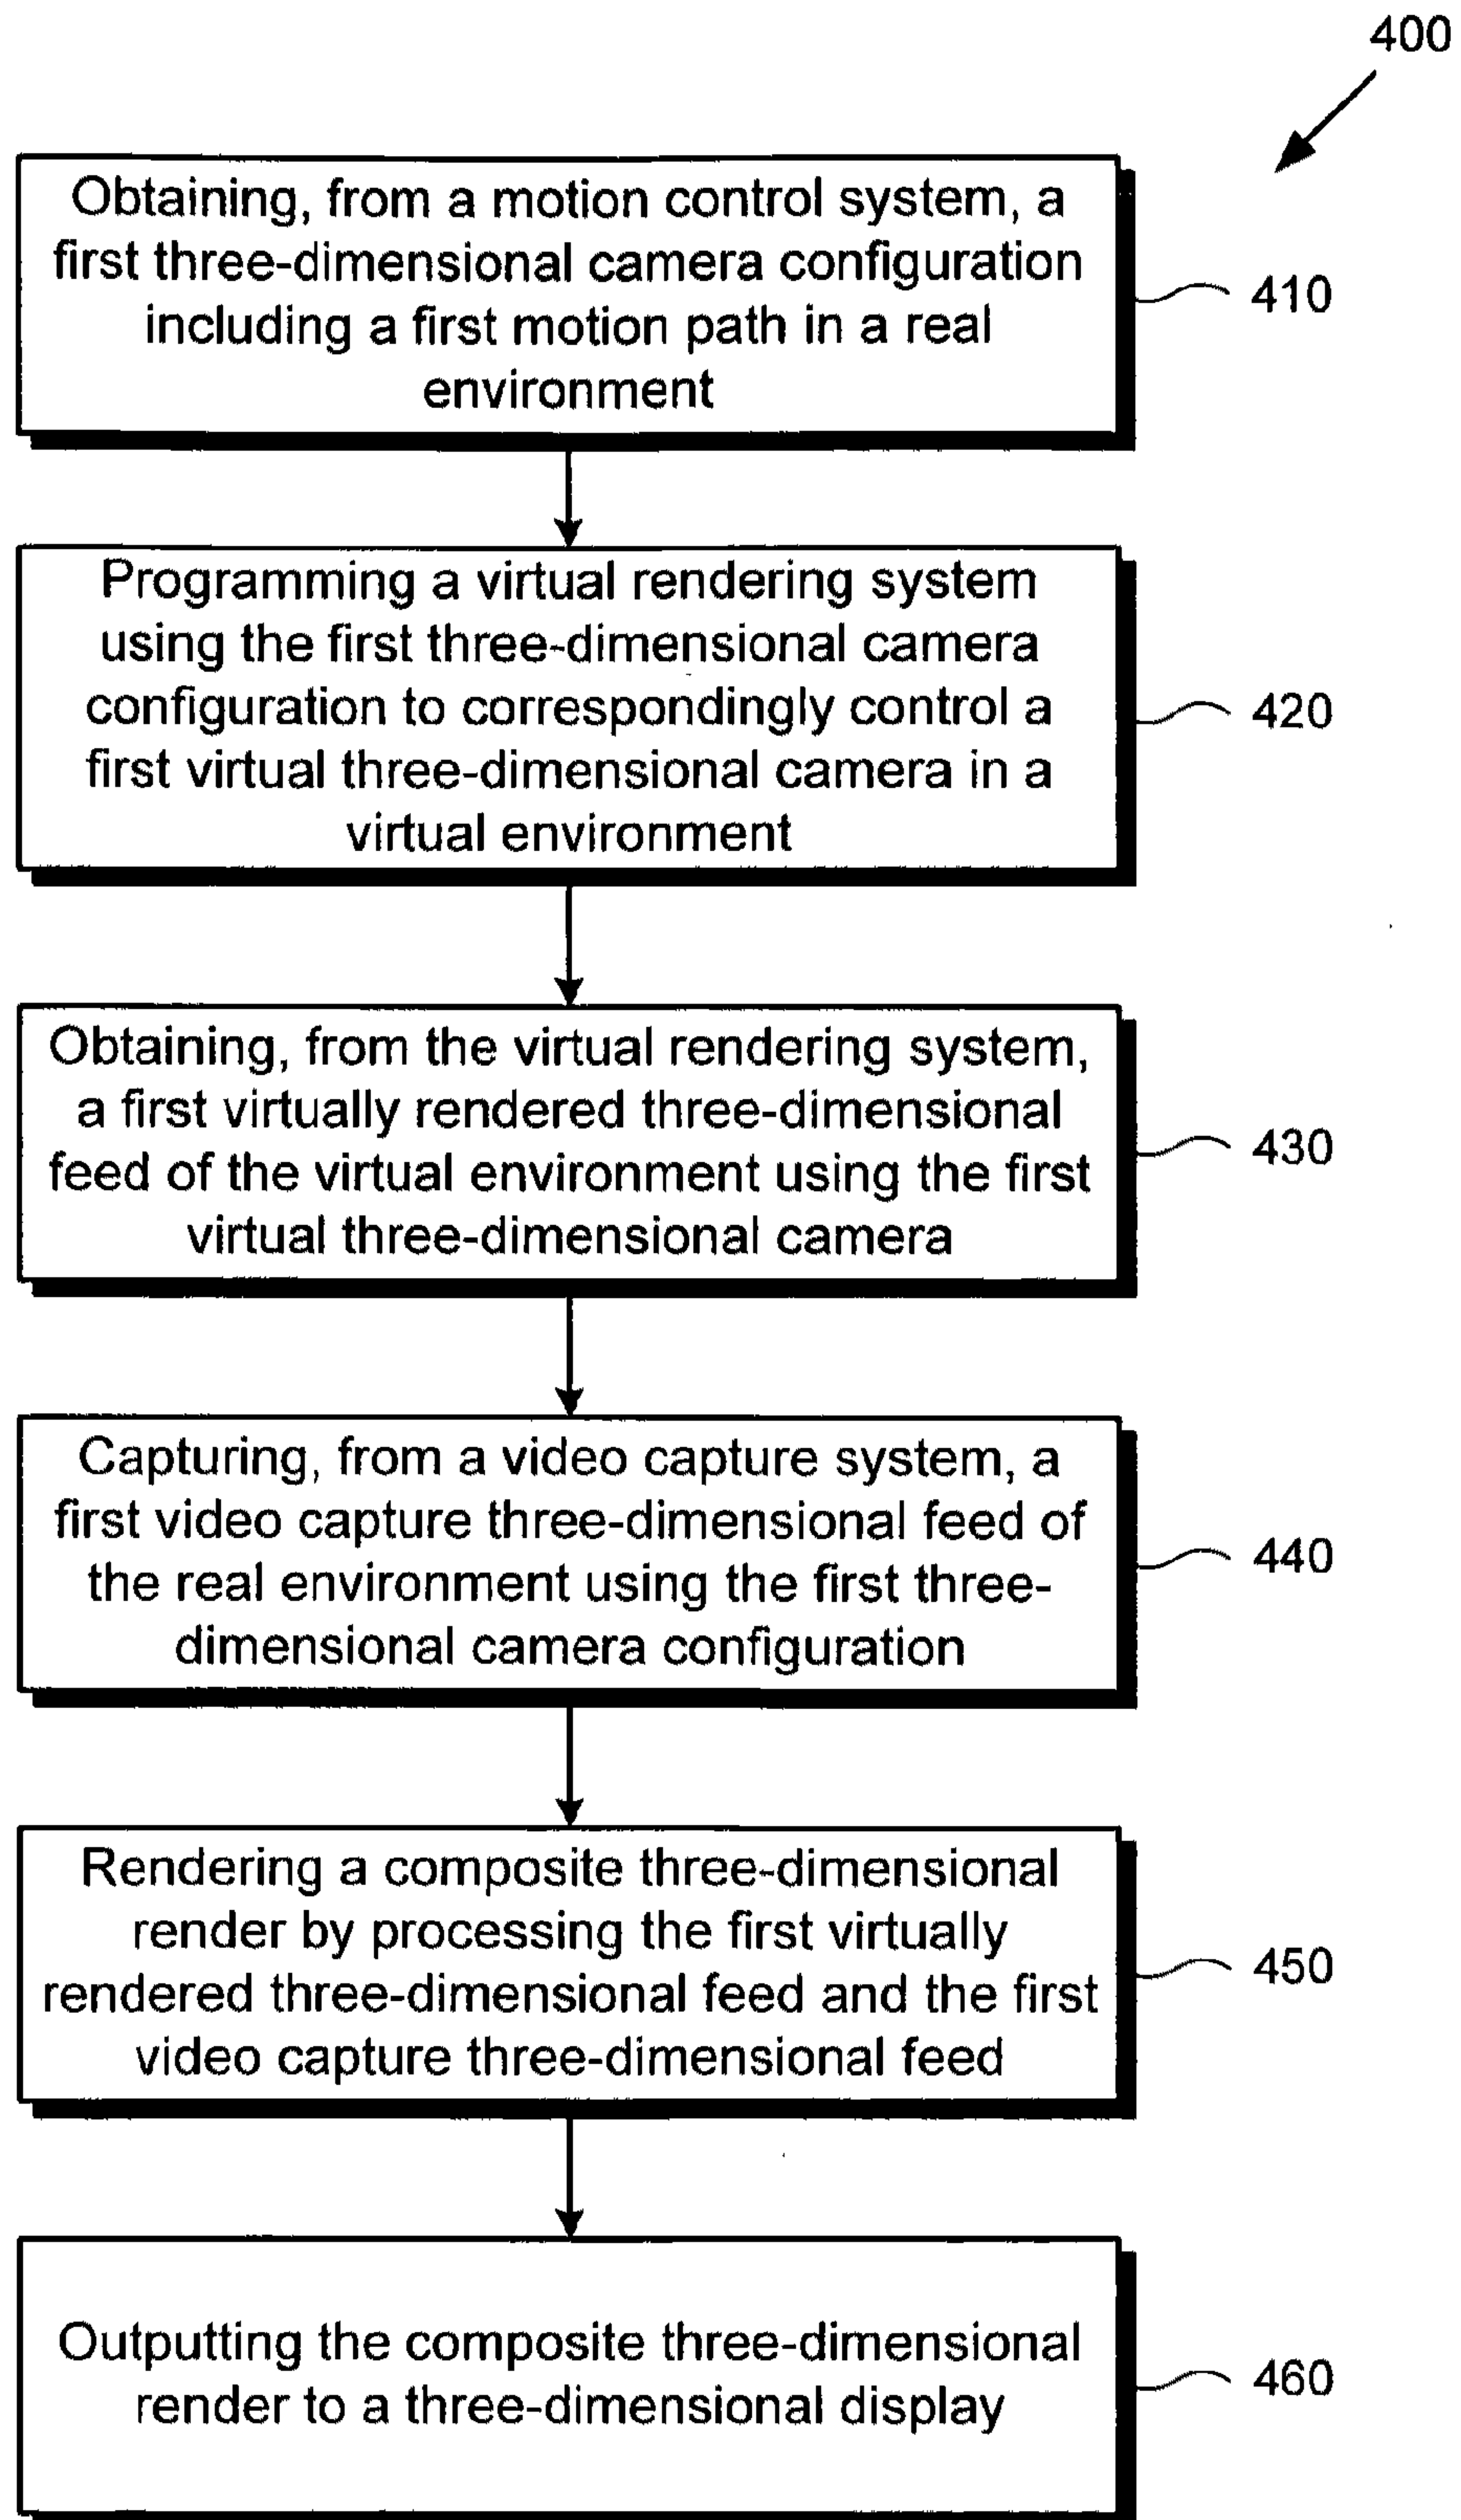 400
Obtaining, from a motion control system, a
first three-dimensional camera configuration
including a first motion path in a real
environment
410
Programming a virtual rendering system
using the first three-dimensional camera
configuration to correspondingly control a
first virtual three-dimensional camera in a
virtual environment
420
Obtaining, from the virtual rendering system,
a first virtually rendered three-dimensional
feed of the virtual environment using the first
virtual three-dimensional camera
430
Capturing, from a video capture system, a
first video capture three-dimensional feed of
the real environment using the first three-
dimensional camera configuration
440
Rendering a composite three-dimensional
render by processing the first virtually
rendered three-dimensional feed and the first
video capture three-dimensional feed
450
Outputting the composite three-dimensional
render to a three-dimensional display
460